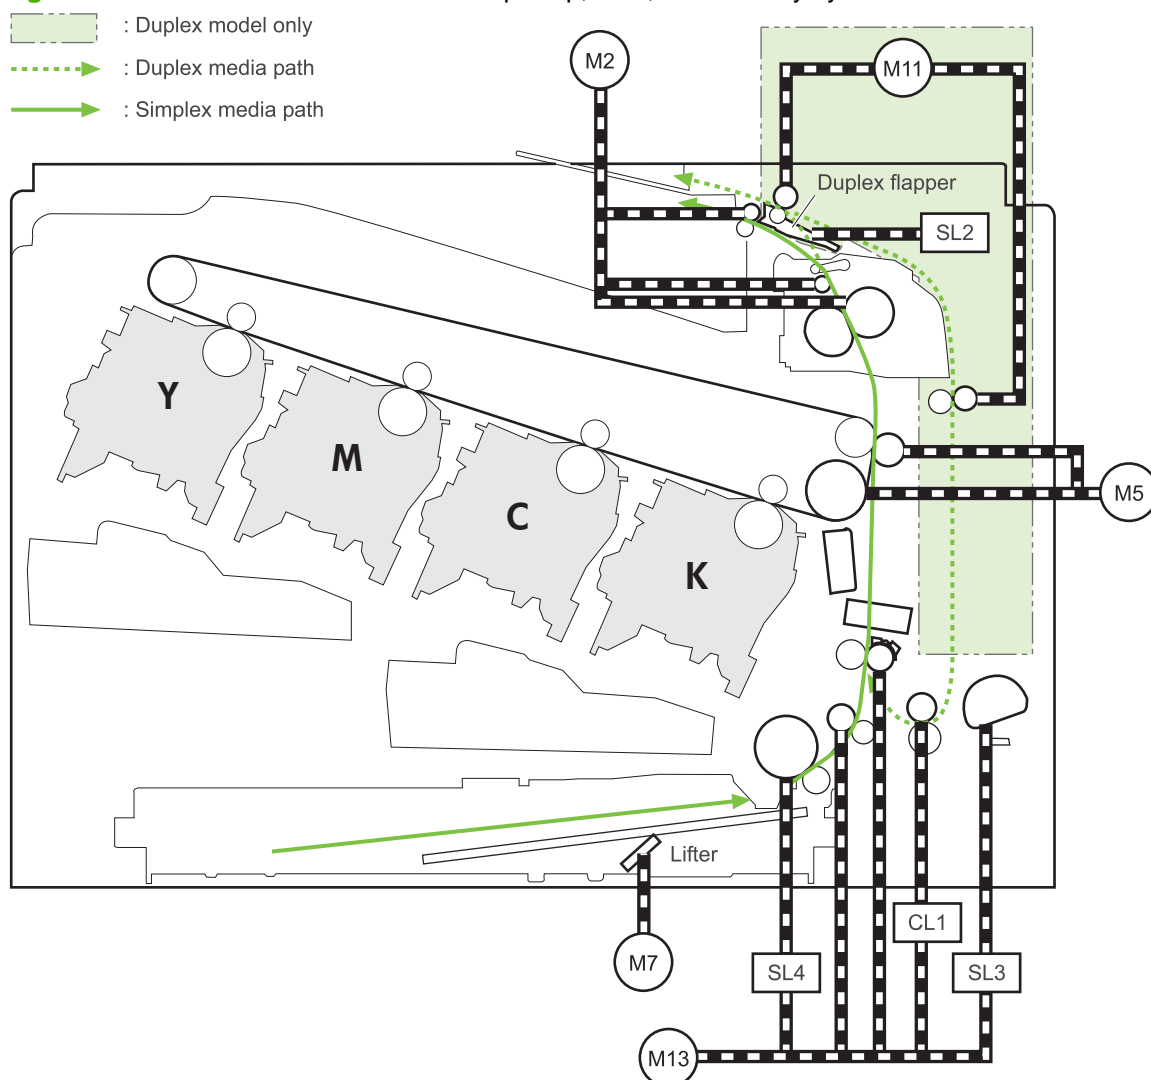 : Duplex model only
: Duplex media path
: Simplex media path
M2
M11
Duplex flapper
SL2
Y
M
C
K
M5
Lifter
CL1
M7
SL4
SL3
M13